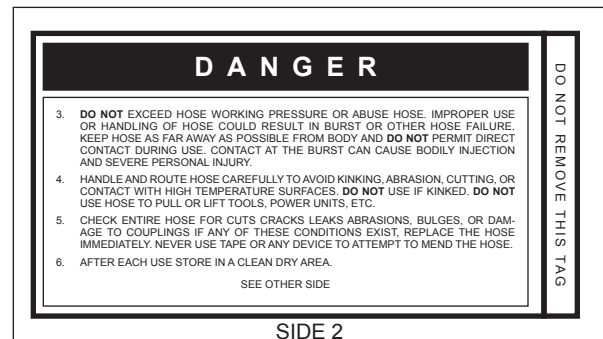 DANGER
3. DO NOT EXCEED HOSE WORKING PRESSURE OR ABUSE HOSE. IMPROPER USE
OR HANDLING OF HOSE COULD RESULT IN BURST OR OTHER HOSE FAILURE.
KEEP HOSE AS FAR AWAY AS POSSIBLE FROM BODY AND DO NOT PERMIT DIRECT
CONTACT DURING USE. CONTACT AT THE BURST CAN CAUSE BODILY INJECTION
AND SEVERE PERSONAL INJURY.
4. HANDLE AND ROUTE HOSE CAREFULLY TO AVOID KINKING, ABRASION, CUTTING, OR
CONTACT WITH HIGH TEMPERATURE SURFACES. DO NOT USE IF KINKED. DO NOT
USE HOSE TO PULL OR LIFT TOOLS, POWER UNITS, ETC.
5. CHECK ENTIRE HOSE FOR CUTS CRACKS LEAKS ABRASIONS, BULGES, OR DAM-
AGE TO COUPLINGS IF ANY OF THESE CONDITIONS EXIST, REPLACE THE HOSE
IMMEDIATELY. NEVER USE TAPE OR ANY DEVICE TO ATTEMPT TO MEND THE HOSE.
6. AFTER EACH USE STORE IN A CLEAN DRY AREA.
SEE OTHER SIDE
DO NOT REMOVE THIS TAG
SIDE 2